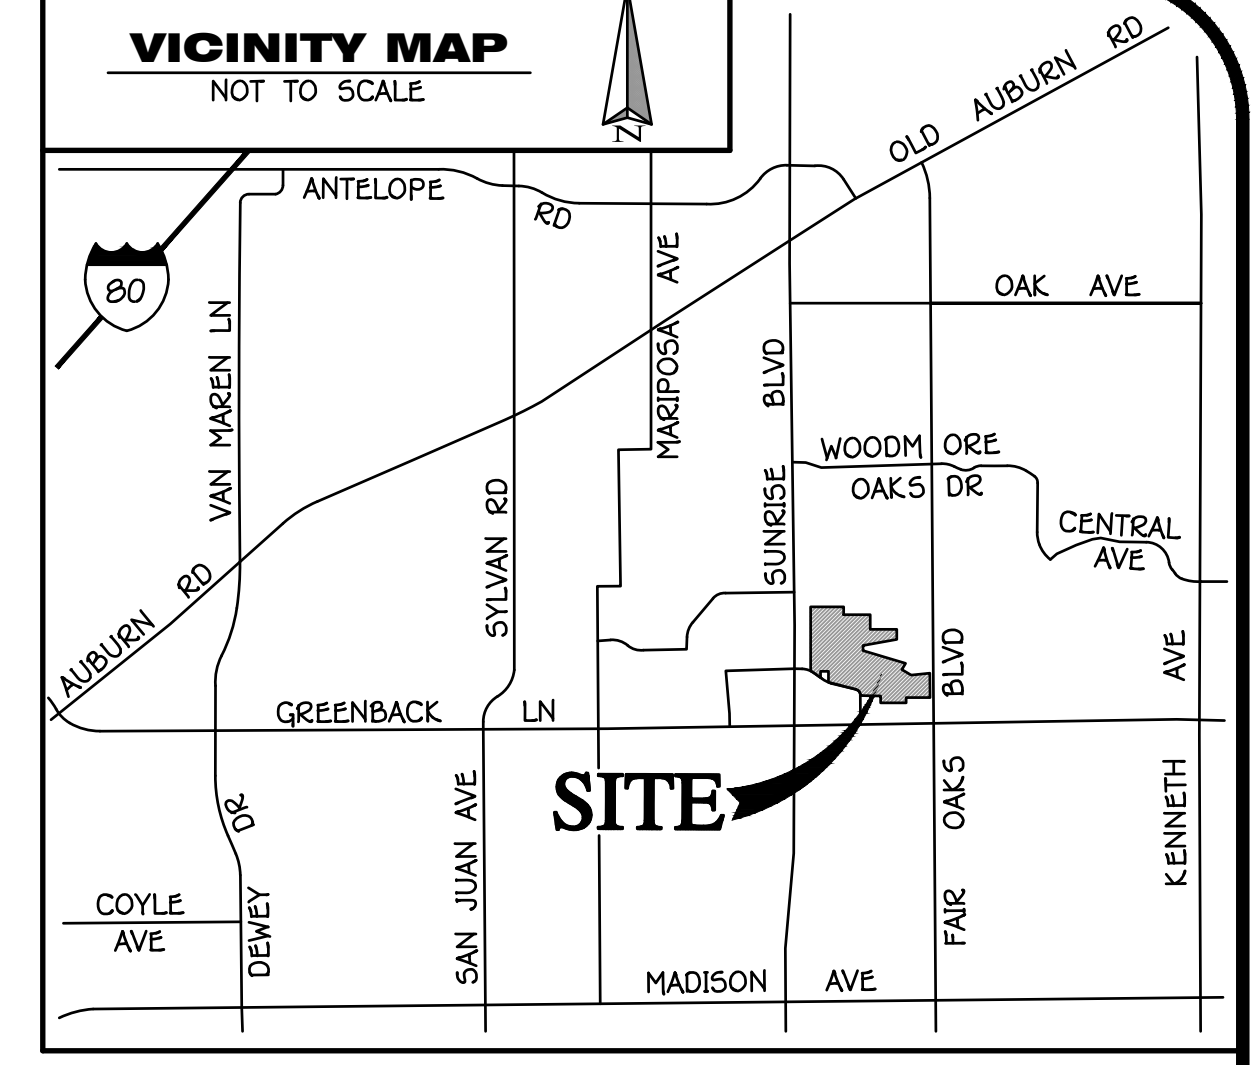 VICINITY MAP
NOT TO SCALE
N
OLD AUBURN RD
ANTELOPE RD
80
VAN MAREN LN
MARIPOSA AVE
OAK AVE
SUNRISE BLVD
WOODMORE
OAKS DR
CENTRAL
AVE
SYLVAN RD
AUBURN RD
GREENBACK LN
SITE
FAIR OAKS BLVD
KENNETH AVE
SAN JUAN AVE
DEWEY DR
COYLE
AVE
MADISON AVE